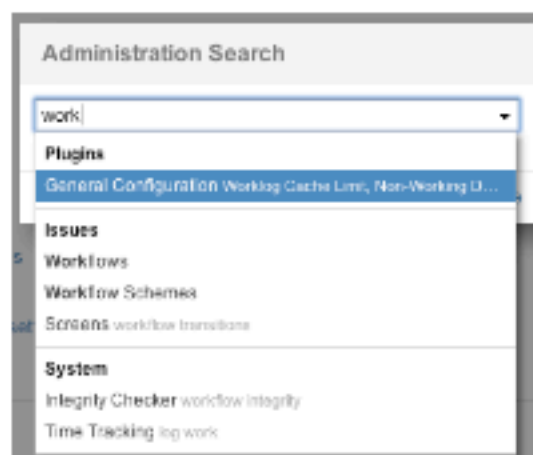 Administration Search
work
Plugins
General Configuration Worklog Cache Limit, Non-Working D...
Issues
Workflows
Workflow Schemes
Screens workflow transitions
System
Integrity Checker workflow integrity
Time Tracking log work